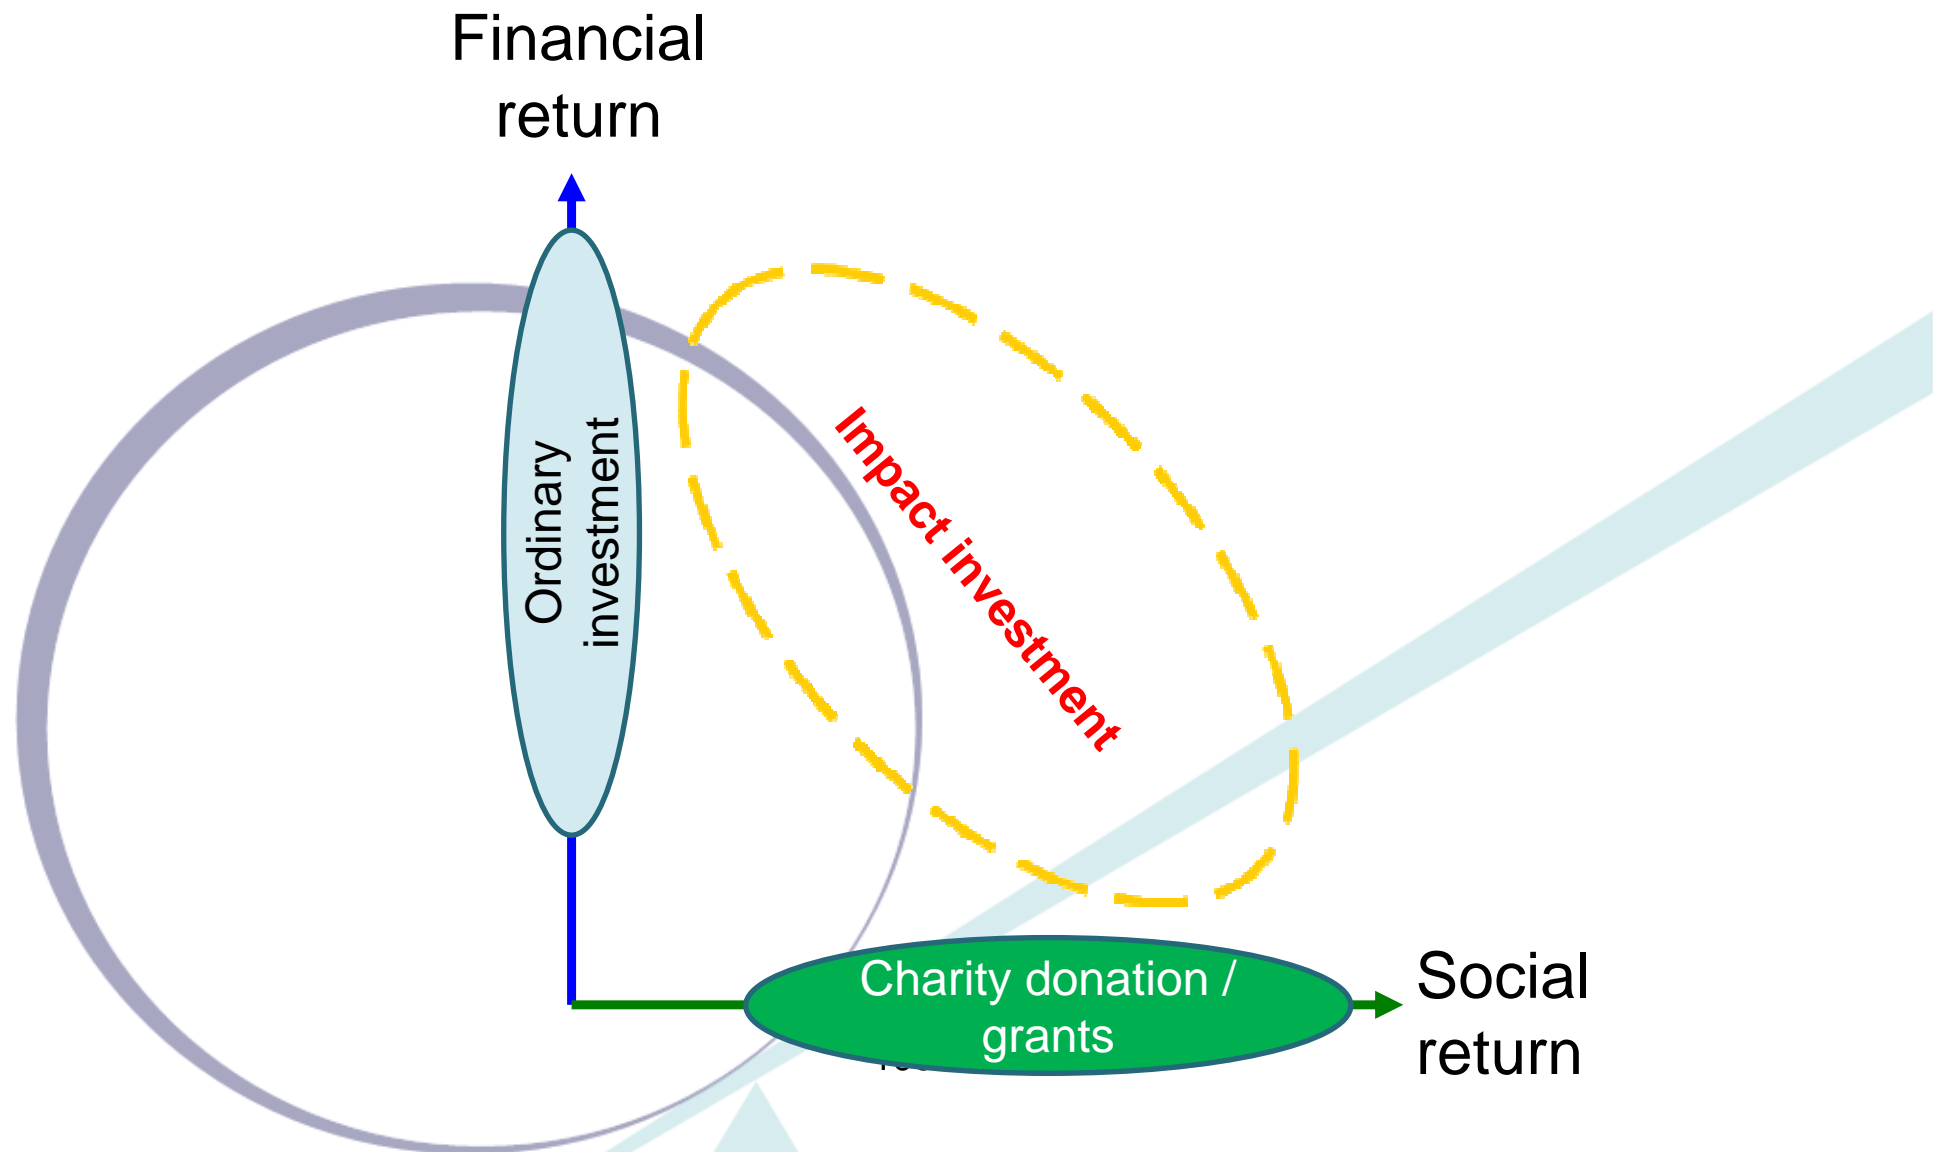 Financial
return
Ordinary
investment
Impact investment
Charity donation /
grants
Social
return